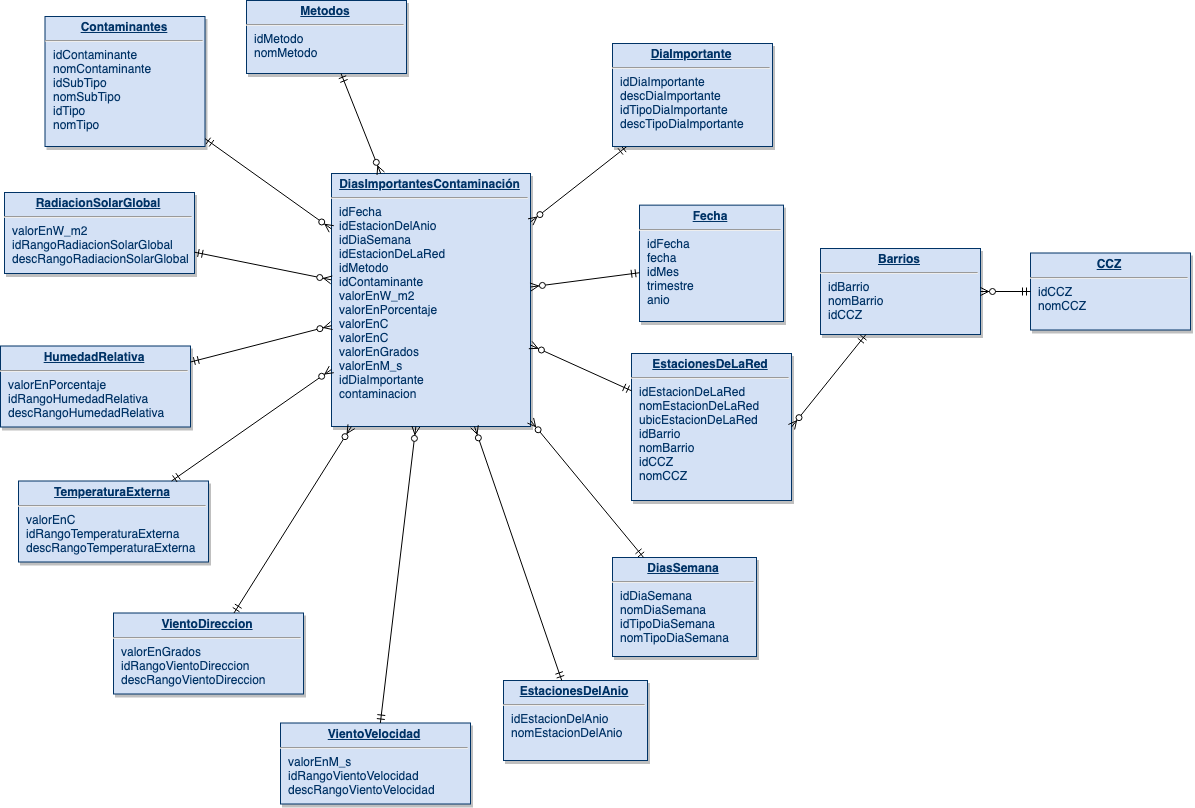 Contaminantes
idContaminante
nomContaminante
idSubTipo
nomSubTipo
idTipo
nomTipo
Metodos
idMetodo
nomMetodo
DiaImportante
idDiaImportante
descDiaImportante
idTipoDiaImportante
descTipoDiaImportante
RadiacionSolarGlobal
valorEnW_m2
idRangoRadiacionSolarGlobal
descRangoRadiacionSolarGlobal
DiasImportantesContaminación
idFecha
idEstacionDelAnio
idDiaSemana
idEstacionDeLaRed
idMetodo
idContaminante
valorEnW_m2
valorEnPorcentaje
valorEnC
valorEnC
valorEnGrados
valorEnM_s
idDiaImportante
contaminacion
Fecha
idFecha
fecha
idMes
trimestre
anio
Barrios
idBarrio
nomBarrio
idCCZ
CCZ
idCCZ
nomCCZ
HumedadRelativa
valorEnPorcentaje
idRangoHumedadRelativa
descRangoHumedadRelativa
EstacionesDeLaRed
idEstacionDeLaRed
nomEstacionDeLaRed
ubicEstacionDeLaRed
idBarrio
nomBarrio
idCCZ
nomCCZ
TemperaturaExterna
valorEnC
idRangoTemperaturaExterna
descRangoTemperaturaExterna
DiasSemana
idDiaSemana
nomDiaSemana
idTipoDiaSemana
nomTipoDiaSemana
VientoDireccion
valorEnGrados
idRangoVientoDireccion
descRangoVientoDireccion
EstacionesDelAnio
idEstacionDelAnio
nomEstacionDelAnio
VientoVelocidad
valorEnM_s
idRangoVientoVelocidad
descRangoVientoVelocidad